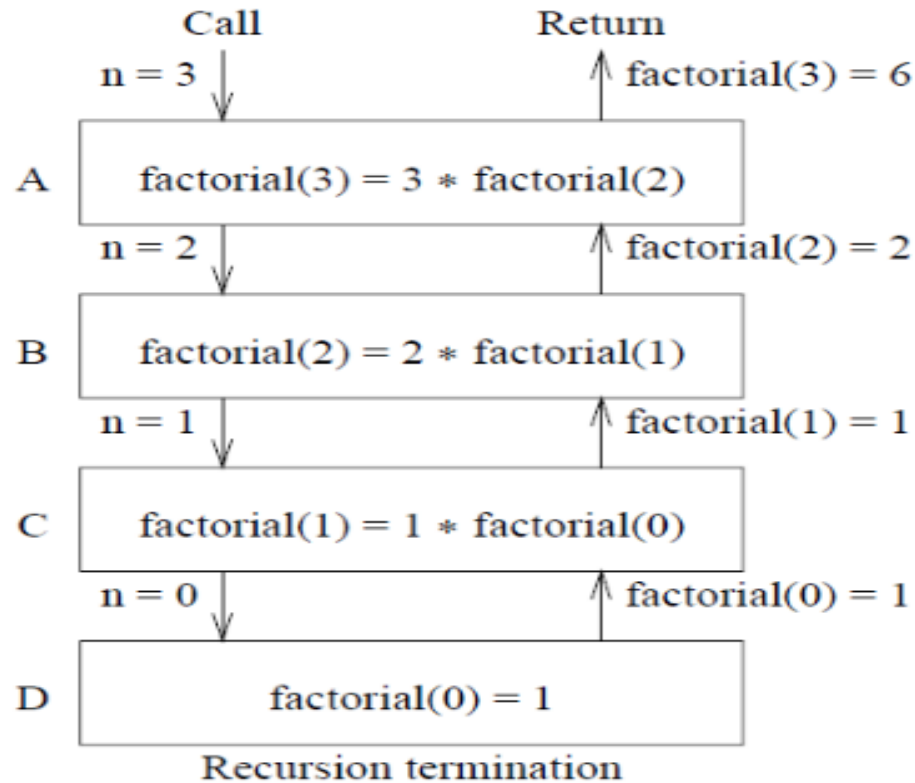 Call Return
n = 3 factorial(3) = 6
A factorial(3) = 3 * factorial(2)
n = 2 factorial(2) = 2
B factorial(2) = 2 * factorial(1)
n = 1 factorial(1) = 1
C factorial(1) = 1 * factorial(0)
n = 0 factorial(0) = 1
D factorial(0) = 1
Recursion termination